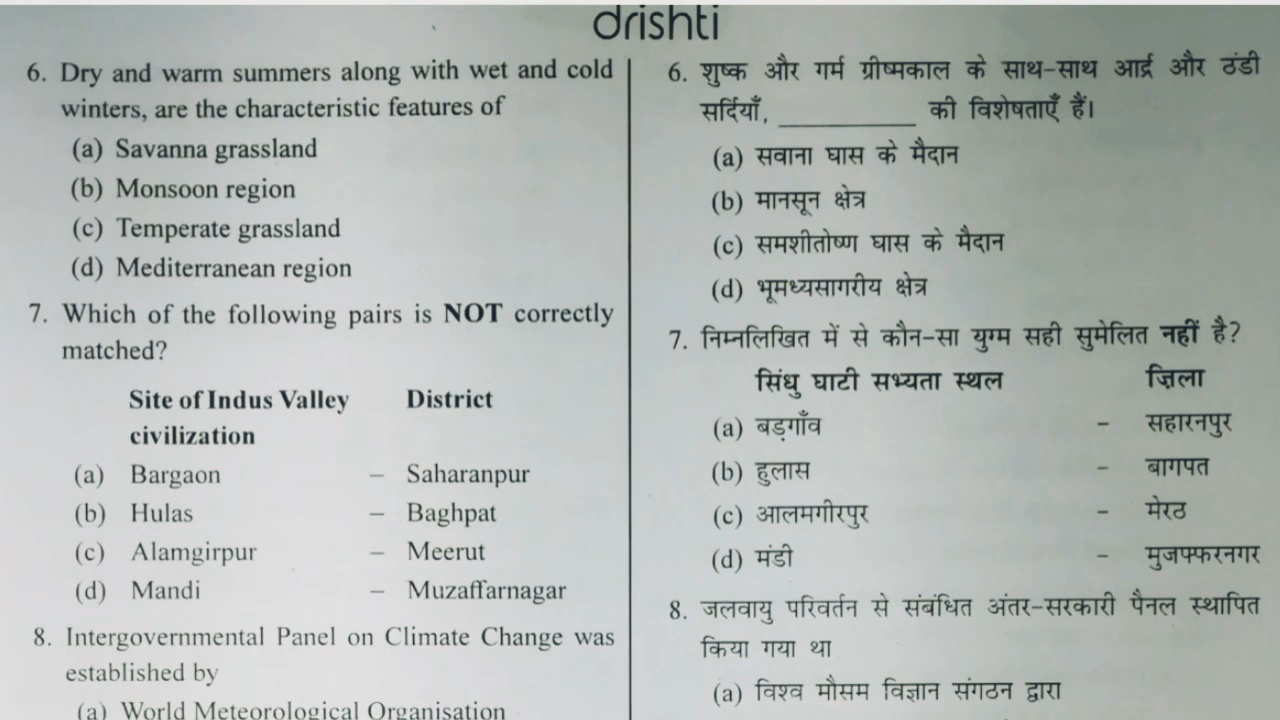 drishti
6. Dry and warm summers along with wet and cold
winters, are the characteristic features of
(a) Savanna grassland
(b) Monsoon region
(c) Temperate grassland
(d) Mediterranean region
7. Which of the following pairs is NOT correctly
matched?
Site of Indus Valley District
civilization
(a) Bargaon – Saharanpur
(b) Hulas – Baghpat
(c) Alamgirpur – Meerut
(d) Mandi – Muzaffarnagar
8. Intergovernmental Panel on Climate Change was
established by
(a) World Meteorological Organisation
6. शुष्क और गर्म ग्रीष्मकाल के साथ-साथ आर्द्र और ठंडी
सर्दियाँ, __________ की विशेषताएँ हैं।
(a) सवाना घास के मैदान
(b) मानसून क्षेत्र
(c) समशीतोष्ण घास के मैदान
(d) भूमध्यसागरीय क्षेत्र
7. निम्नलिखित में से कौन-सा युग्म सही सुमेलित नहीं है?
सिंधु घाटी सभ्यता स्थल ज़िला
(a) बड़गाँव – सहारनपुर
(b) हुलास – बागपत
(c) आलमगीरपुर – मेरठ
(d) मंडी – मुजफ्फरनगर
8. जलवायु परिवर्तन से संबंधित अंतर-सरकारी पैनल स्थापित
किया गया था
(a) विश्व मौसम विज्ञान संगठन द्वारा